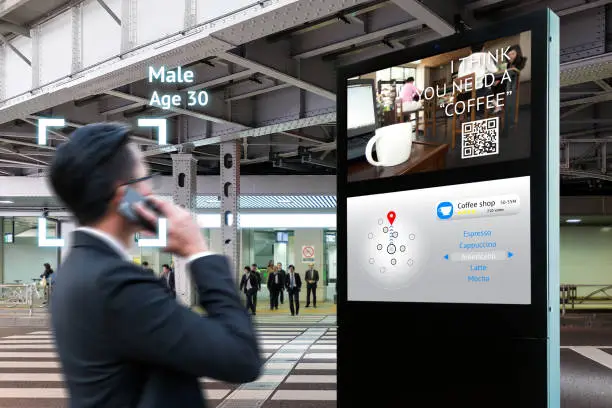 Male
Age 30
I THINK
YOU NEED A
"COFFEE"
Coffee shop
Espresso
Cappuccino
Americano
Latte
Mocha